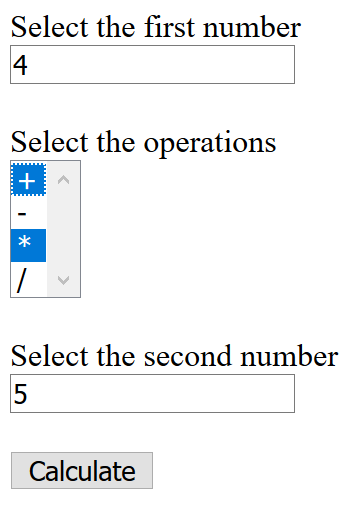 Select the first number
4
Select the operations
+
-
*
/
Select the second number
5
Calculate